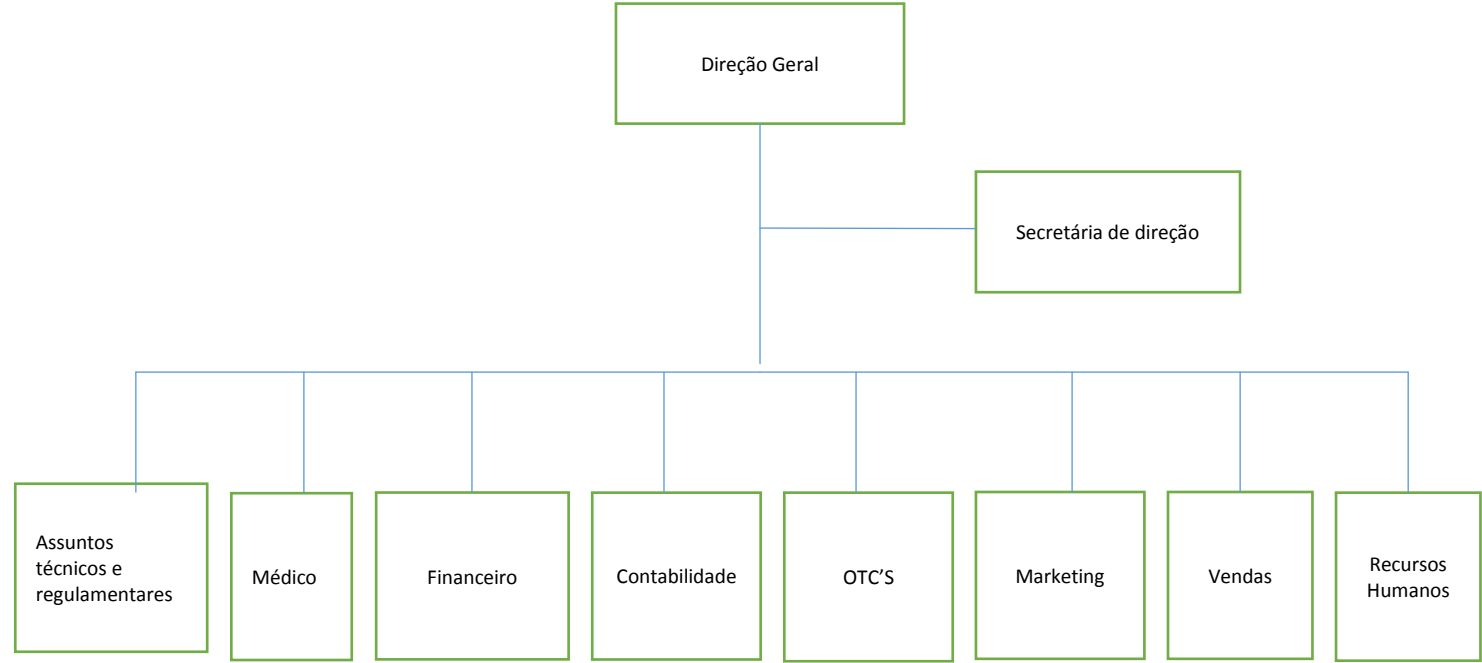 Direção Geral
Secretária de direção
Assuntos
técnicos e
regulamentares
Médico
Financeiro
Contabilidade
OTC’S
Marketing
Vendas
Recursos
Humanos